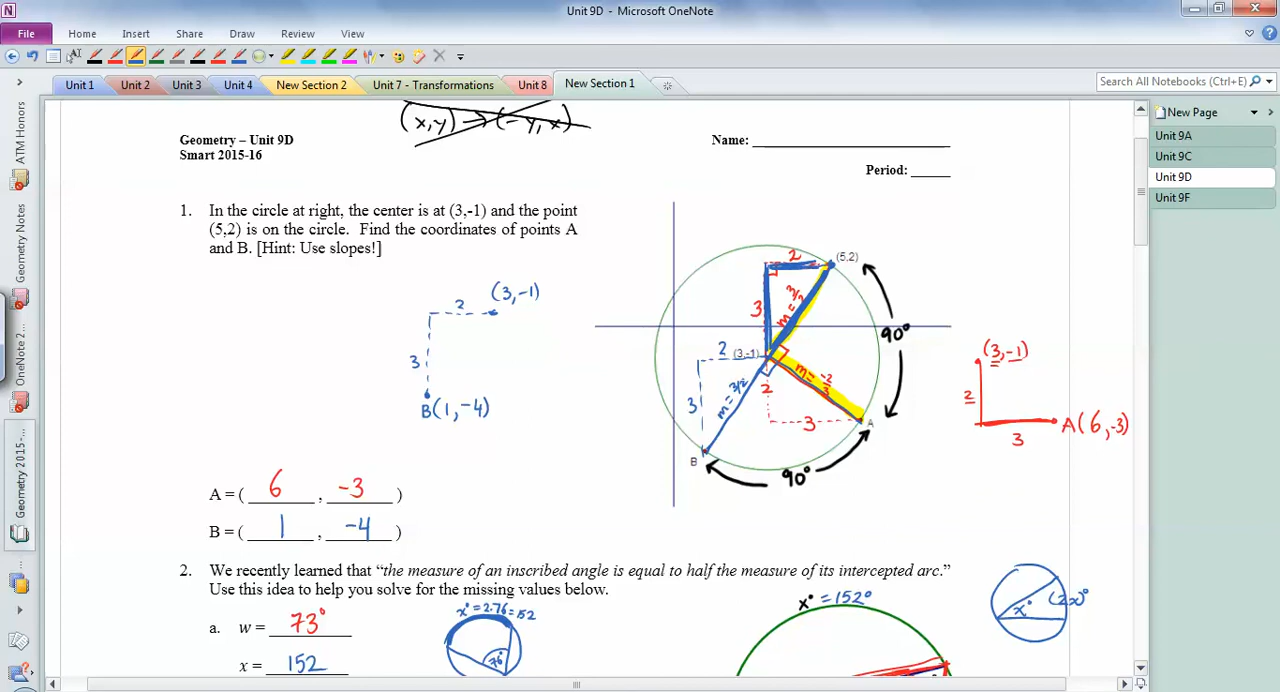 Unit 9D - Microsoft OneNote
File Home Insert Share Draw Review View
Unit 1 Unit 2 Unit 3 Unit 4 New Section 2 Unit 7 - Transformations Unit 8 New Section 1
Search All Notebooks (Ctrl+E)
New Page
Unit 9A
Unit 9C
Unit 9D
Unit 9F
ATM Honors
Geometry Notes
OneNote 2
Geometry 2015 -
(x,y) → (-y, x)
Geometry – Unit 9D
Smart 2015-16
Name:
Period:
1. In the circle at right, the center is at (3,-1) and the point
(5,2) is on the circle. Find the coordinates of points A
and B. [Hint: Use slopes!]
(3,-1)
2
3
B(1,-4)
(5,2)
2
3
m = 3/2
90°
2 (3,-1)
3
m = 3/2
m = -2/3
2
3
A
B
90°
(3,-1)
2
3
A(6,-3)
A = ( 6 , -3 )
B = ( 1 , -4 )
2. We recently learned that “the measure of an inscribed angle is equal to half the measure of its intercepted arc.”
Use this idea to help you solve for the missing values below.
a. w = 73°
x = 152
x° = 2·76 = 152
76°
x° = 152°
x°
(2x)°